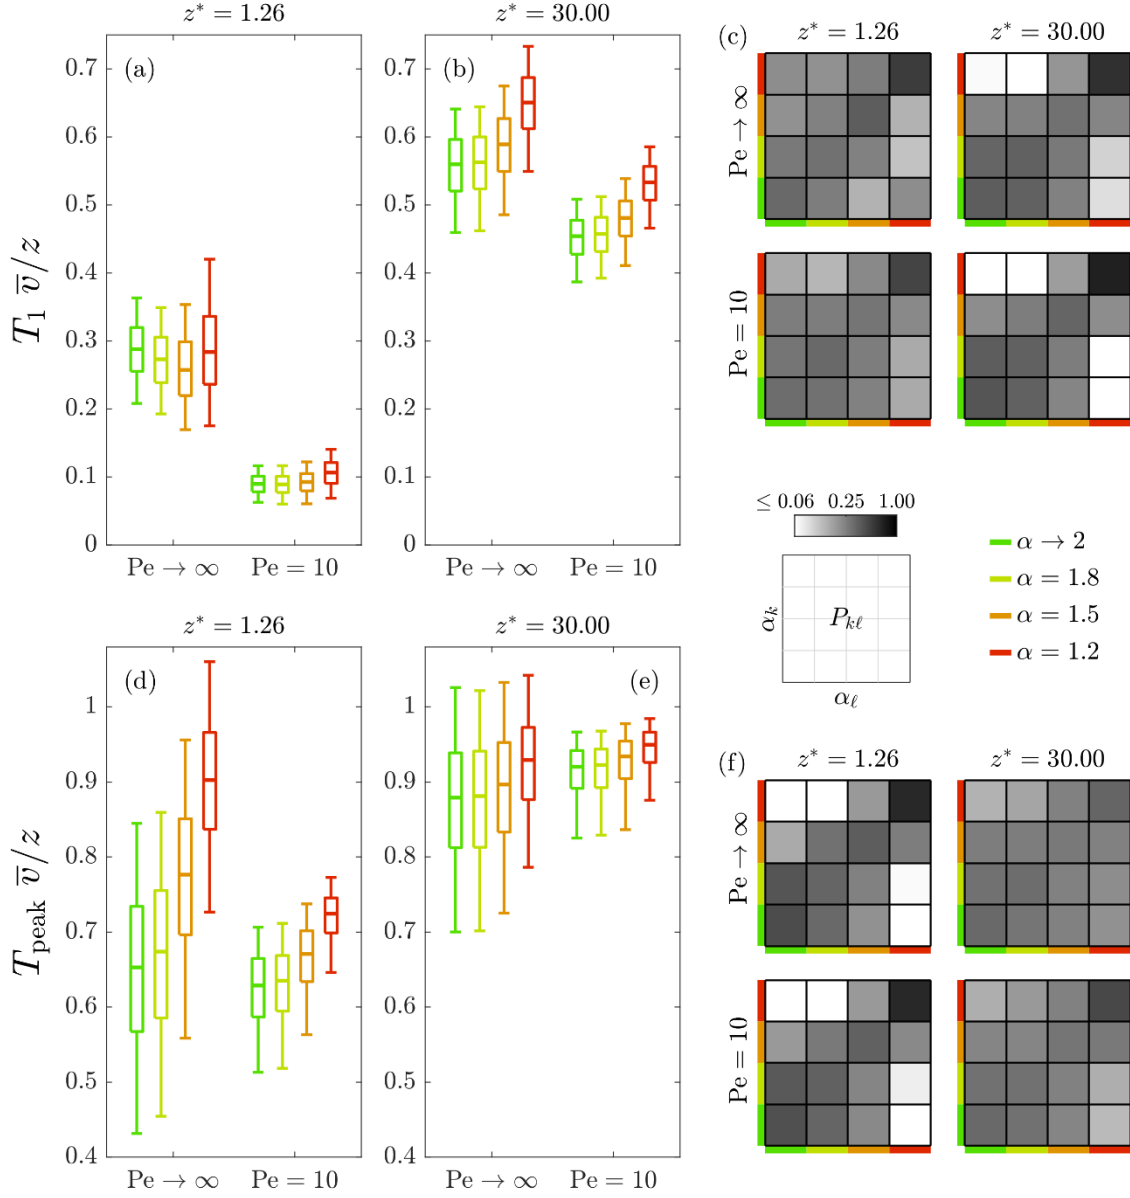 z* = 1.26
z* = 30.00
(a)
(b)
T₁ v̅/z
0.7
0.6
0.5
0.4
0.3
0.2
0.1
0
Pe → ∞
Pe = 10
Pe → ∞
Pe = 10
(c)
z* = 1.26
z* = 30.00
Pe → ∞
Pe = 10
≤ 0.06 0.25 1.00
α_k
P_kℓ
α_ℓ
α → 2
α = 1.8
α = 1.5
α = 1.2
z* = 1.26
z* = 30.00
(d)
(e)
T_peak v̅/z
1
0.9
0.8
0.7
0.6
0.5
0.4
Pe → ∞
Pe = 10
Pe → ∞
Pe = 10
(f)
z* = 1.26
z* = 30.00
Pe → ∞
Pe = 10